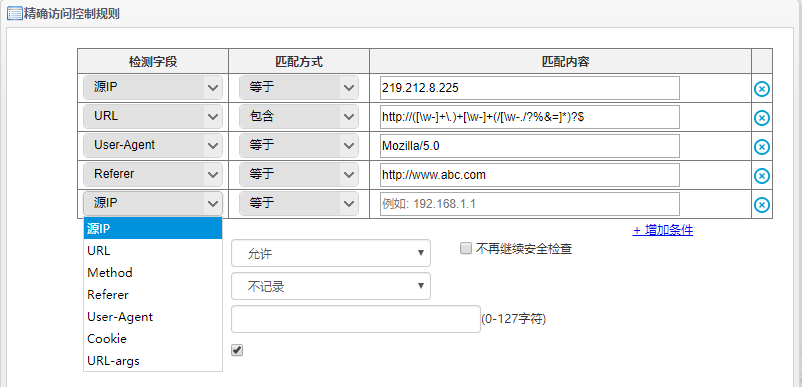 精确访问控制规则
检测字段 匹配方式 匹配内容
源IP 等于 219.212.8.225
URL 包含 http://([\w-]+\.)+[\w-]+(/[\w-./?%&=]*)?$
User-Agent 等于 Mozilla/5.0
Referer 等于 http://www.abc.com
源IP 等于 例如: 192.168.1.1
+ 增加条件
源IP
URL
允许 不再继续安全检查
Method
不记录
Referer
User-Agent
(0-127字符)
Cookie
URL-args